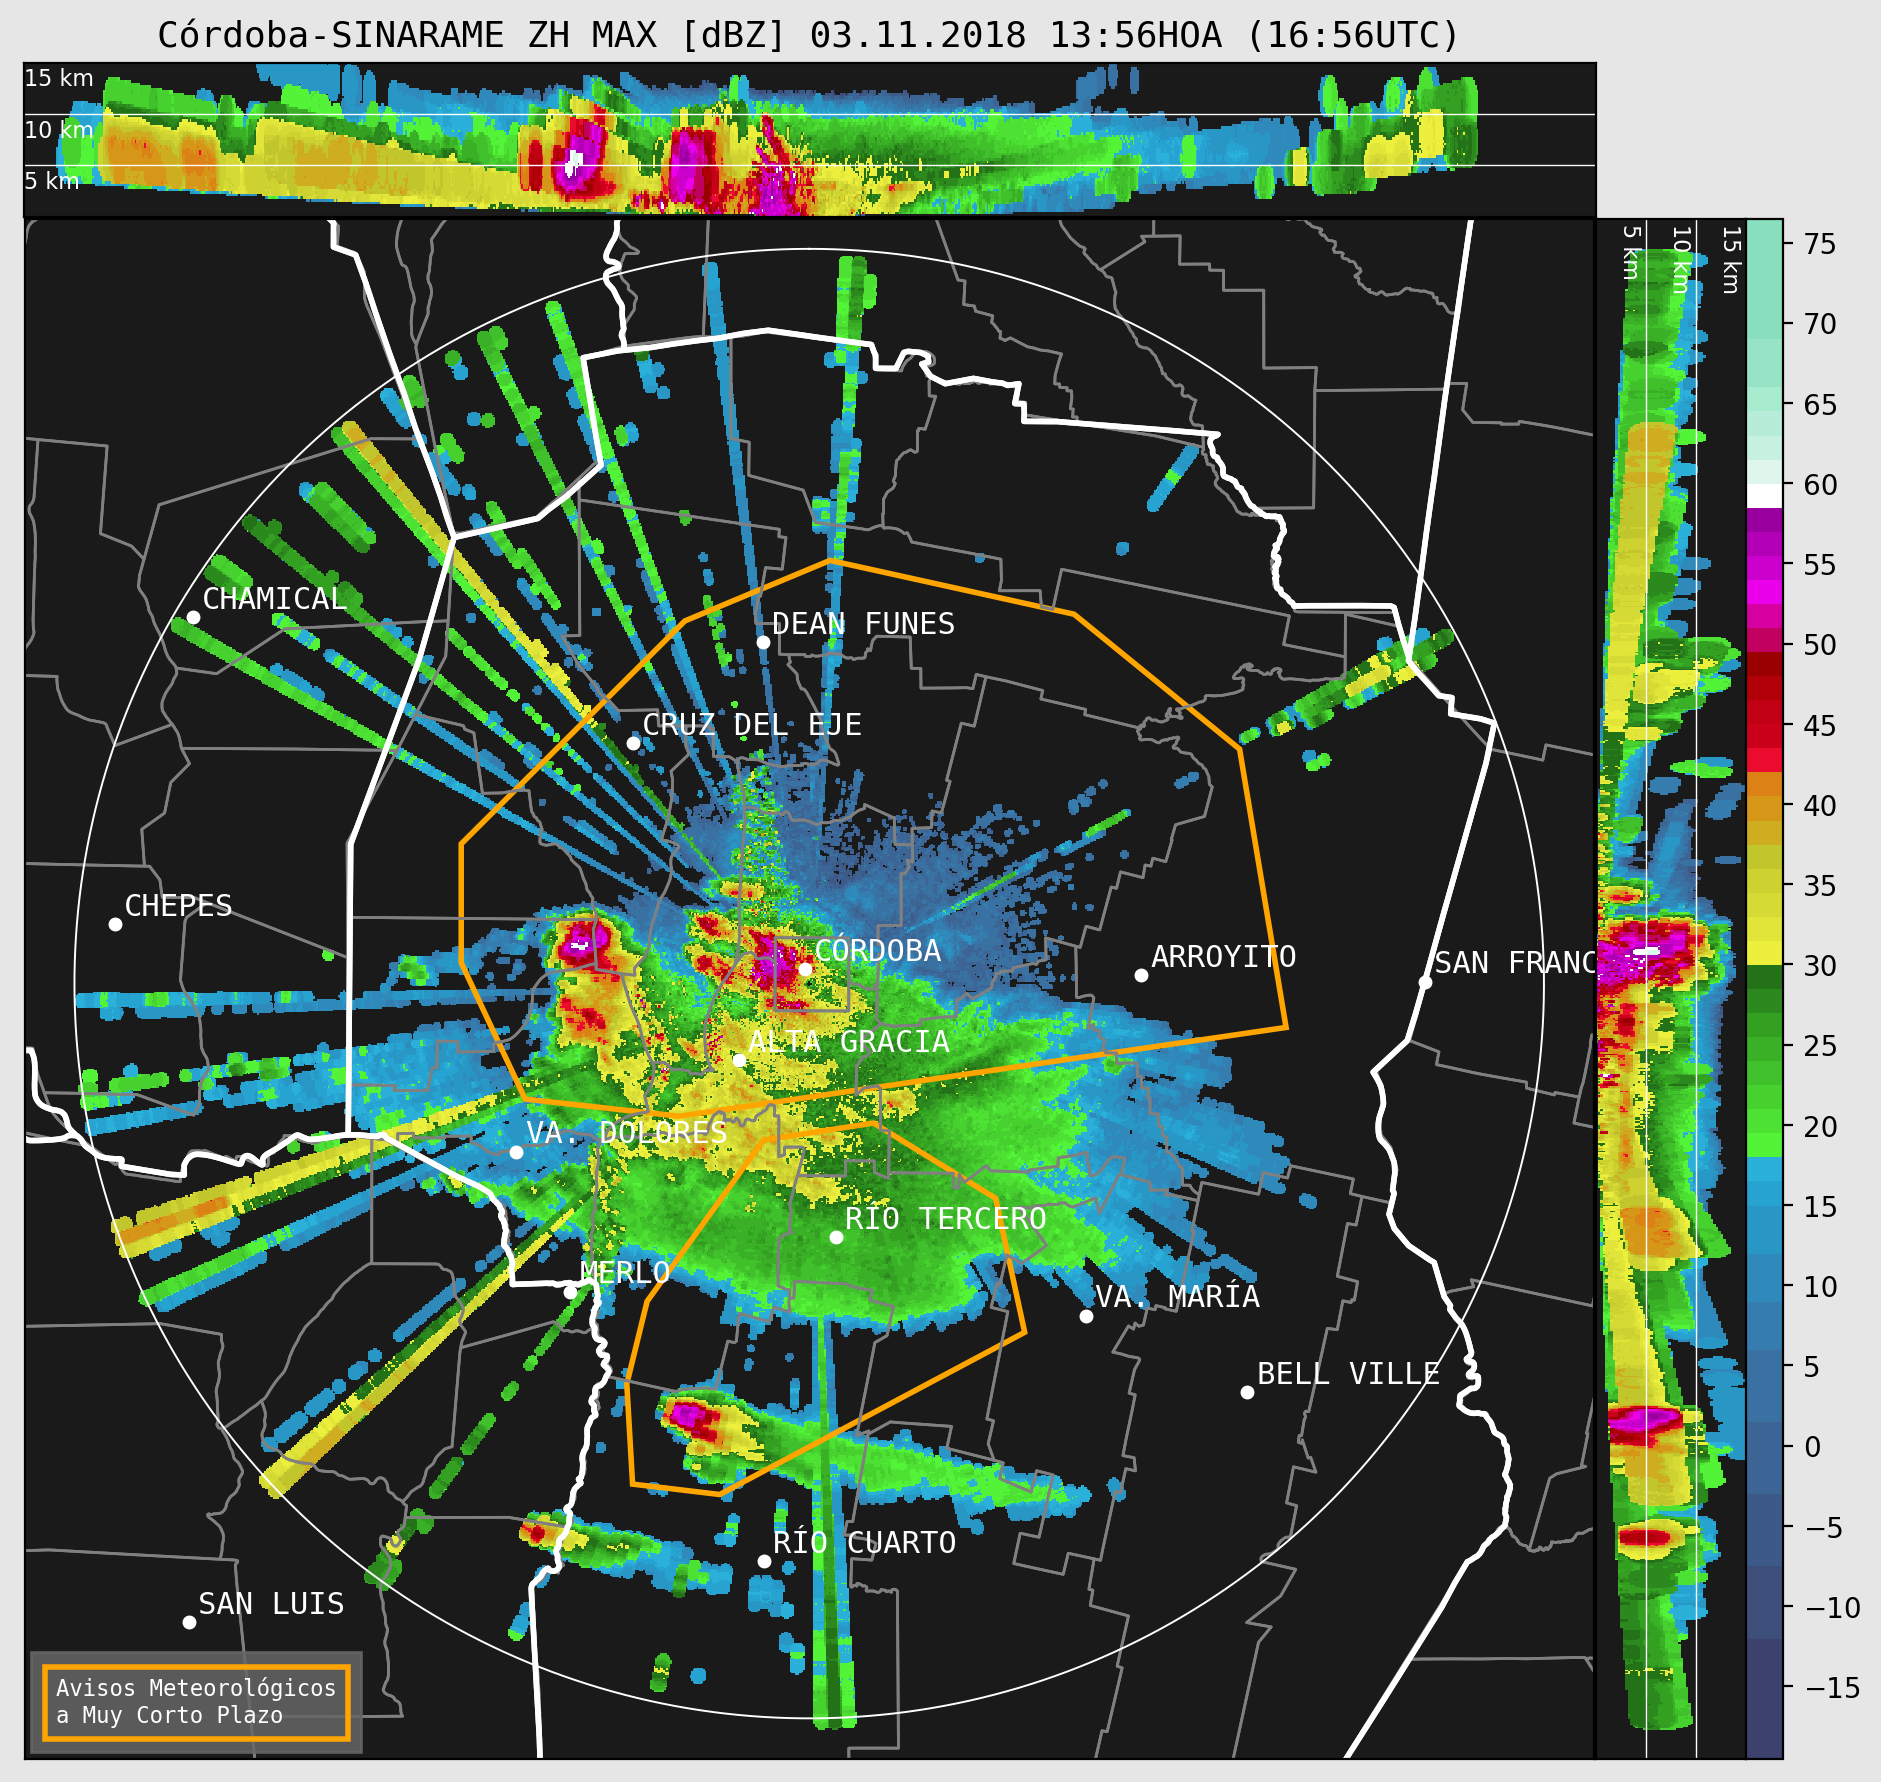 Córdoba-SINARAME ZH MAX [dBZ] 03.11.2018 13:56HOA (16:56UTC)
15 km
10 km
5 km
5 km
10 km
15 km
75
70
65
60
55
50
45
40
35
30
25
20
15
10
5
0
−5
−10
−15
CHAMICAL
DEAN FUNES
CRUZ DEL EJE
CHEPES
CÓRDOBA
ARROYITO
SAN FRANC
ALTA GRACIA
VA. DOLORES
RÍO TERCERO
MERLO
VA. MARÍA
BELL VILLE
RÍO CUARTO
SAN LUIS
Avisos Meteorológicos
a Muy Corto Plazo